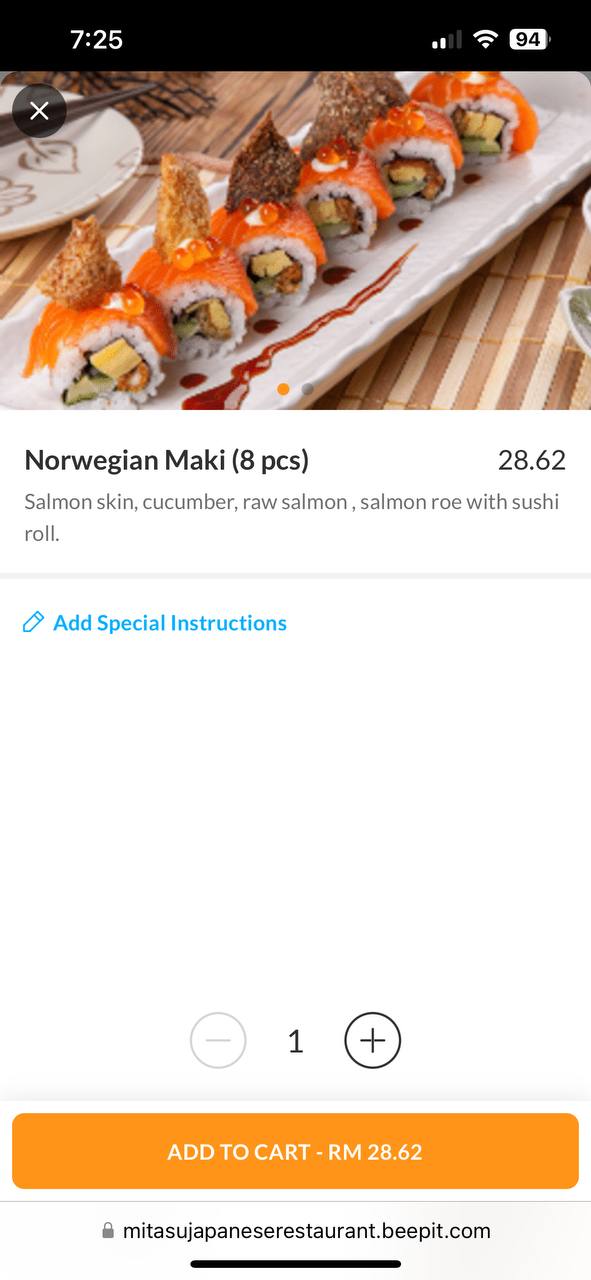 7:25
94
Norwegian Maki (8 pcs)
28.62
Salmon skin, cucumber, raw salmon , salmon roe with sushi
roll.
Add Special Instructions
1
ADD TO CART - RM 28.62
mitasujapaneserestaurant.beepit.com